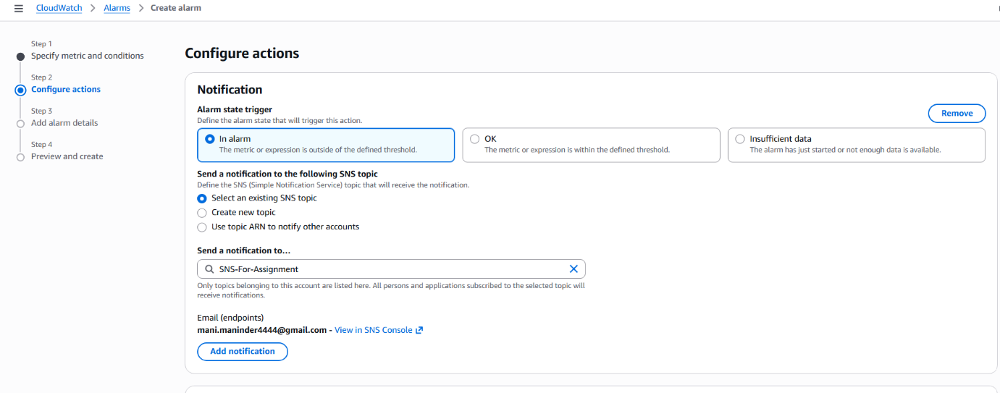 CloudWatch > Alarms > Create alarm
Step 1
Specify metric and conditions
Step 2
Configure actions
Step 3
Add alarm details
Step 4
Preview and create
Configure actions
Notification
Alarm state trigger
Define the alarm state that will trigger this action.
Remove
In alarm
The metric or expression is outside of the defined threshold.
OK
The metric or expression is within the defined threshold.
Insufficient data
The alarm has just started or not enough data is available.
Send a notification to the following SNS topic
Define the SNS (Simple Notification Service) topic that will receive the notification.
Select an existing SNS topic
Create new topic
Use topic ARN to notify other accounts
Send a notification to…
SNS-For-Assignment
Only topics belonging to this account are listed here. All persons and applications subscribed to the selected topic will
receive notifications.
Email (endpoints)
mani.maninder4444@gmail.com - View in SNS Console
Add notification